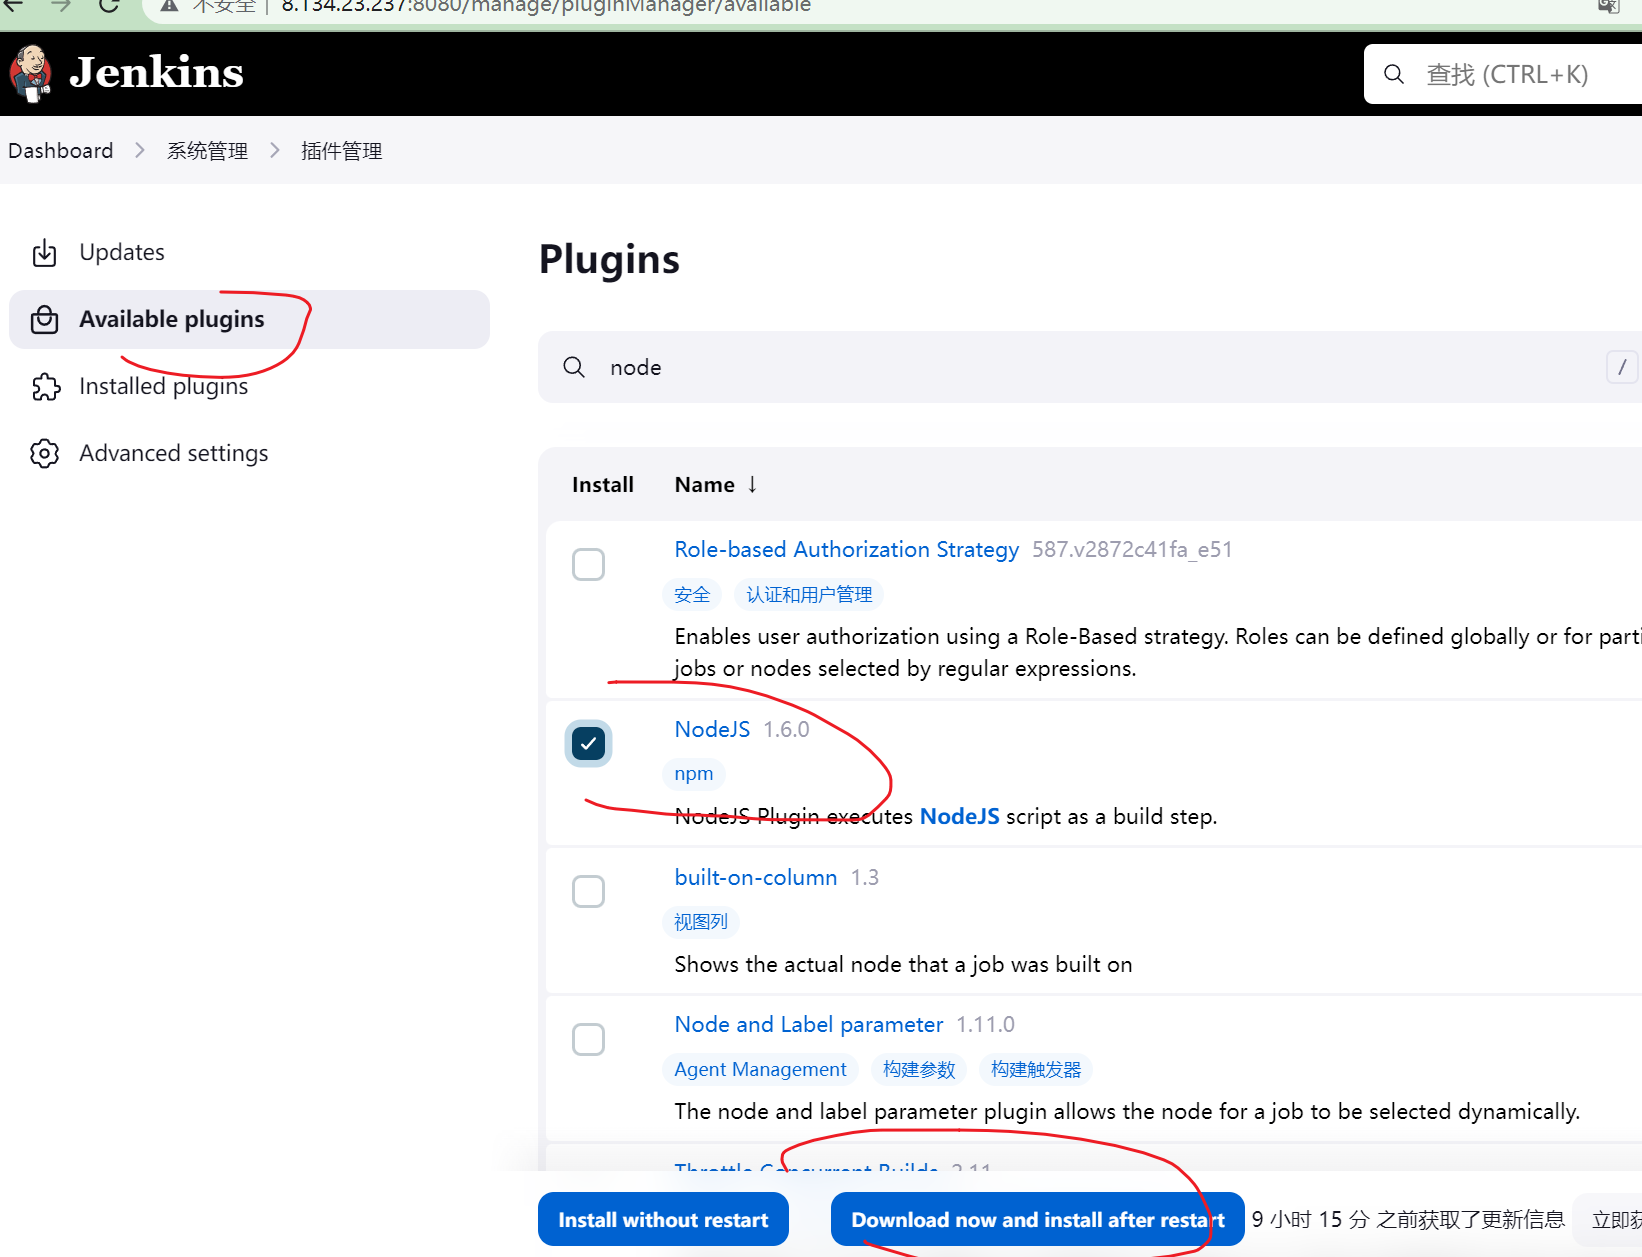 不安全 | 8.134.23.237:8080/manage/pluginManager/available
Jenkins
查找 (CTRL+K)
Dashboard > 系统管理 > 插件管理
Updates
Available plugins
Installed plugins
Advanced settings
Plugins
node
/
Install Name ↓
Role-based Authorization Strategy 587.v2872c41fa_e51
安全 认证和用户管理
Enables user authorization using a Role-Based strategy. Roles can be defined globally or for parti
jobs or nodes selected by regular expressions.
NodeJS 1.6.0
npm
NodeJS Plugin executes NodeJS script as a build step.
built-on-column 1.3
视图列
Shows the actual node that a job was built on
Node and Label parameter 1.11.0
Agent Management 构建参数 构建触发器
The node and label parameter plugin allows the node for a job to be selected dynamically.
Throttle Concurrent Builds 2.11
Install without restart
Download now and install after restart
9 小时 15 分 之前获取了更新信息
立即获